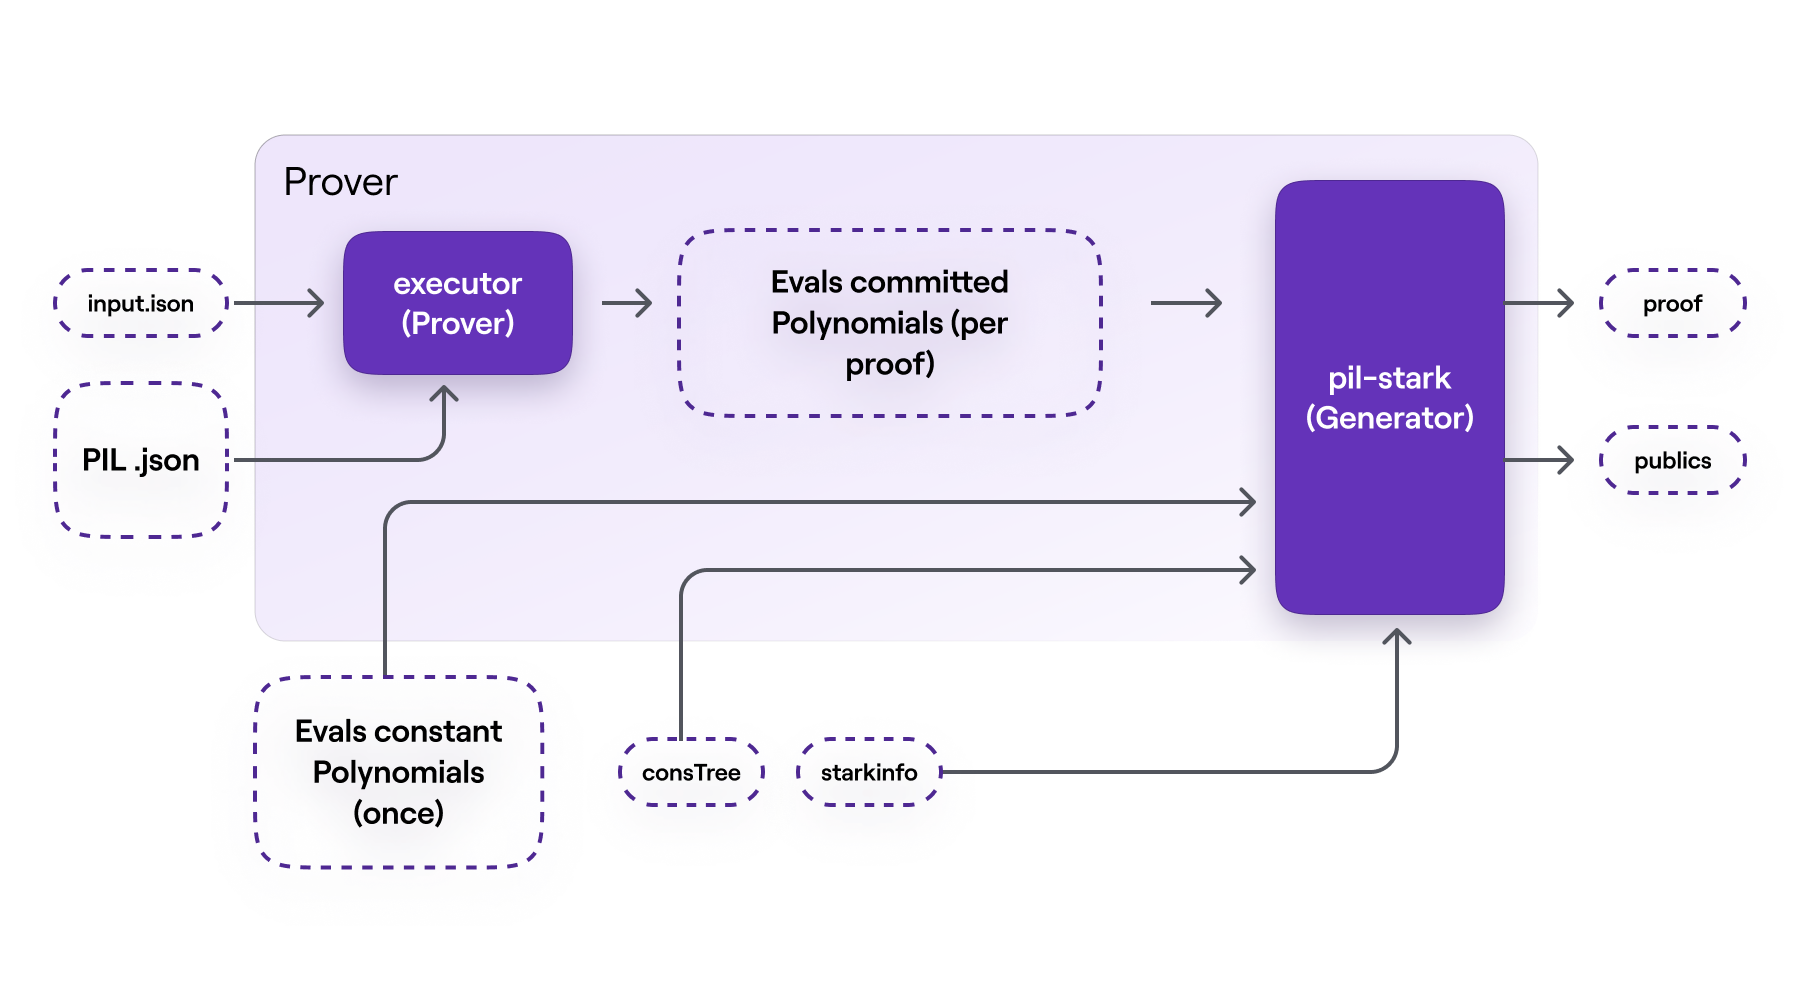 Prover
input.ison
executor
(Prover)
Evals committed
Polynomials (per
proof)
proof
PIL .json
pil-stark
(Generator)
publics
Evals constant
Polynomials
(once)
consTree
starkinfo